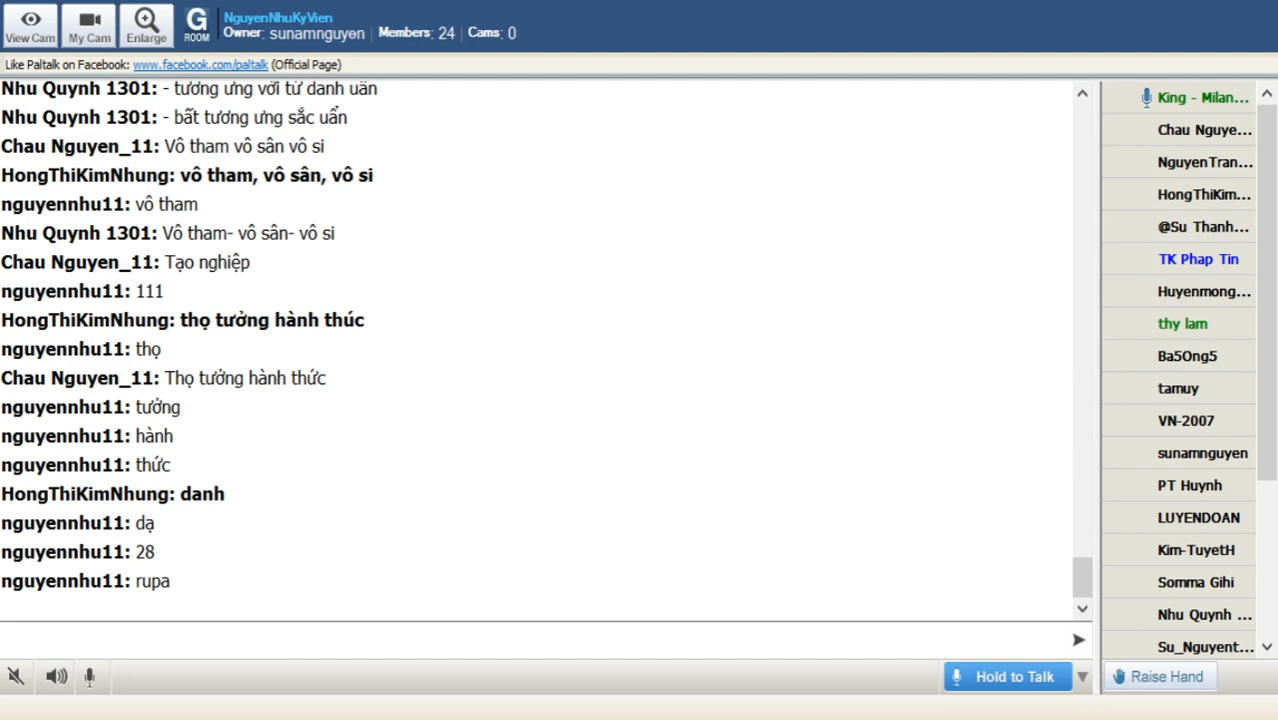 View Cam
My Cam
Enlarge
G
ROOM
NguyenNhuKyVien
Owner: sunamnguyen | Members: 24 | Cams: 0
Like Paltalk on Facebook: www.facebook.com/paltalk (Official Page)
Nhu Quynh 1301: - tương ưng với tứ danh uẩn
Nhu Quynh 1301: - bất tương ưng sắc uẩn
Chau Nguyen_11: Vô tham vô sân vô si
HongThiKimNhung: vô tham, vô sân, vô si
nguyennhu11: vô tham
Nhu Quynh 1301: Vô tham- vô sân- vô si
Chau Nguyen_11: Tạo nghiệp
nguyennhu11: 111
HongThiKimNhung: thọ tưởng hành thúc
nguyennhu11: thọ
Chau Nguyen_11: Thọ tưởng hành thức
nguyennhu11: tưởng
nguyennhu11: hành
nguyennhu11: thức
HongThiKimNhung: danh
nguyennhu11: dạ
nguyennhu11: 28
nguyennhu11: rupa
King - Milan...
Chau Nguye...
NguyenTran...
HongThiKim...
@Su Thanh...
TK Phap Tin
Huyenmong...
thy lam
Ba5Ong5
tamuy
VN-2007
sunamnguyen
PT Huynh
LUYENDOAN
Kim-TuyetH
Somma Gihi
Nhu Quynh ...
Su_Nguyent...
Hold to Talk
Raise Hand